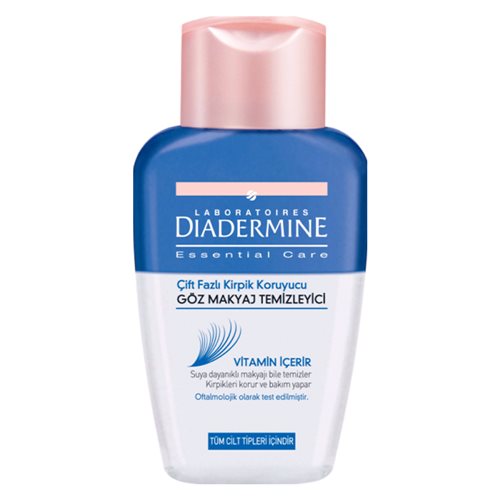 LABORATOIRES
DIADERMINE
Essential Care
Çift Fazlı Kirpik Koruyucu
GÖZ MAKYAJ TEMİZLEYİCİ
VİTAMİN İÇERİR
Suya dayanıklı makyajı bile temizler
Kirpikleri korur ve bakım yapar
Oftalmolojik olarak test edilmiştir.
TÜM CİLT TİPLERİ İÇİNDİR